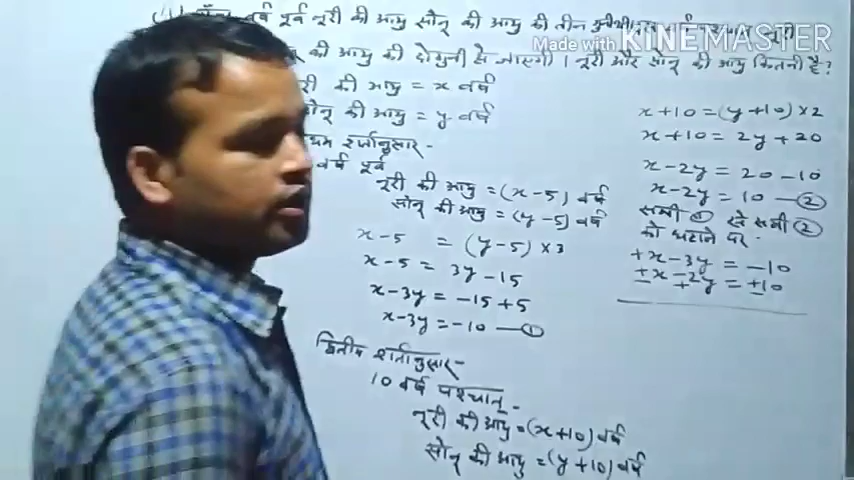 वर्ष पूर्व नूरी की आयु सोनू की आयु की तीन
Made with KINEMASTER
की आयु की दोगुनी हो जाएगी । नूरी और सोनू की आयु कितनी है?
की आयु = x वर्ष
सोनू की आयु = y वर्ष
शर्तानुसार-
वर्ष पूर्व
नूरी की आयु = (x-5) वर्ष
सोनू की आयु = (y-5) वर्ष
x-5 = (y-5)×3
x-5 = 3y-15
x-3y = -15+5
x-3y = -10 —①
द्वितीय शर्तानुसार-
10 वर्ष पश्चात्-
नूरी की आयु = (x+10) वर्ष
सोनू की आयु = (y+10) वर्ष
x+10 = (y+10)×2
x+10 = 2y+20
x-2y = 20-10
x-2y = 10 —②
समी ① से समी ②
को घटाने पर-
+x-3y = -10
±x-2y = +10